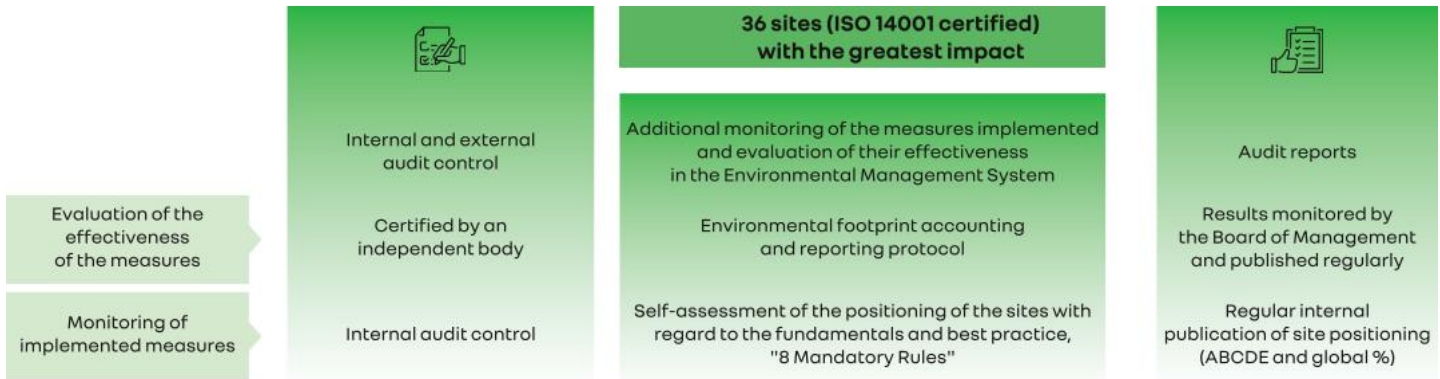 36 sites (ISO 14001 certified)
with the greatest impact
Internal and external
audit control
Additional monitoring of the measures implemented
and evaluation of their effectiveness
in the Environmental Management System
Audit reports
Evaluation of the
effectiveness
of the measures
Certified by an
independent body
Environmental footprint accounting
and reporting protocol
Results monitored by
the Board of Management
and published regularly
Monitoring of
implemented measures
Internal audit control
Self-assessment of the positioning of the sites with
regard to the fundamentals and best practice,
"8 Mandatory Rules"
Regular internal
publication of site positioning
(ABCDE and global %)